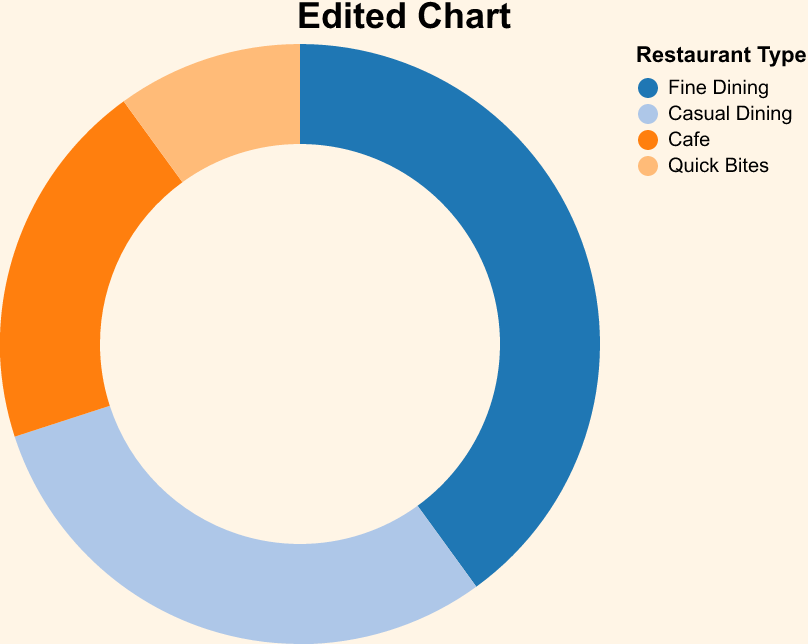 Edited Chart
Restaurant Type
Fine Dining
Casual Dining
Cafe
Quick Bites